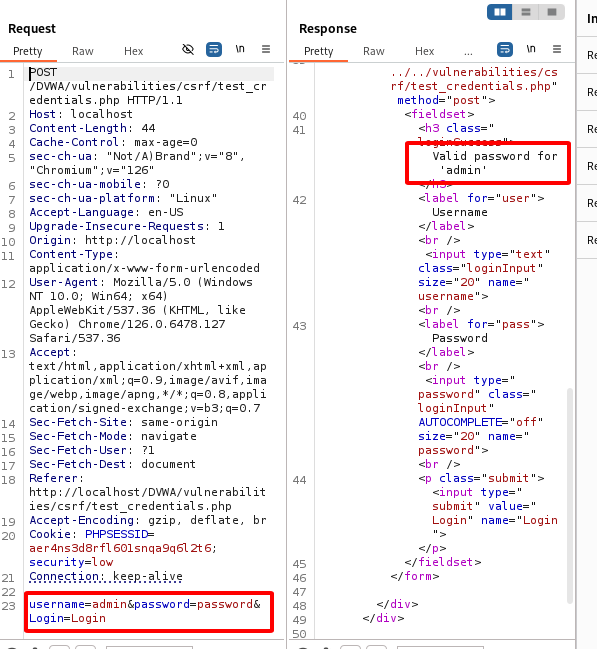 Request
Pretty Raw Hex \n
1 POST
/DVWA/vulnerabilities/csrf/test_cr
edentials.php HTTP/1.1
2 Host: localhost
3 Content-Length: 44
4 Cache-Control: max-age=0
5 sec-ch-ua: "Not/A)Brand";v="8",
"Chromium";v="126"
6 sec-ch-ua-mobile: ?0
7 sec-ch-ua-platform: "Linux"
8 Accept-Language: en-US
9 Upgrade-Insecure-Requests: 1
10 Origin: http://localhost
11 Content-Type:
application/x-www-form-urlencoded
12 User-Agent: Mozilla/5.0 (Windows
NT 10.0; Win64; x64)
AppleWebKit/537.36 (KHTML, like
Gecko) Chrome/126.0.6478.127
Safari/537.36
13 Accept:
text/html,application/xhtml+xml,ap
plication/xml;q=0.9,image/avif,ima
ge/webp,image/apng,*/*;q=0.8,appli
cation/signed-exchange;v=b3;q=0.7
14 Sec-Fetch-Site: same-origin
15 Sec-Fetch-Mode: navigate
16 Sec-Fetch-User: ?1
17 Sec-Fetch-Dest: document
18 Referer:
http://localhost/DVWA/vulnerabilit
ies/csrf/test_credentials.php
19 Accept-Encoding: gzip, deflate, br
20 Cookie: PHPSESSID=
aer4ns3d8rfl601snqa9q6l2t6;
security=low
21 Connection: keep-alive
22
23 username=admin&password=password&
Login=Login
Response
Pretty Raw Hex ... \n
../../vulnerabilities/cs
rf/test_credentials.php"
method="post">
40 <fieldset>
41 <h3 class="
loginSuccess">
Valid password for
'admin'
</h3>
42 <label for="user">
Username
</label>
<br />
<input type="text"
class="loginInput"
size="20" name="
username">
<br />
43 <label for="pass">
Password
</label>
<br />
<input type="
password" class="
loginInput"
AUTOCOMPLETE="off"
size="20" name="
password">
<br />
44 <p class="submit">
<input type="
submit" value="
Login" name="Login
">
</p>
45 </fieldset>
46 </form>
47
48 </div>
49 </div>
50
In
Re
Re
Re
Re
Re